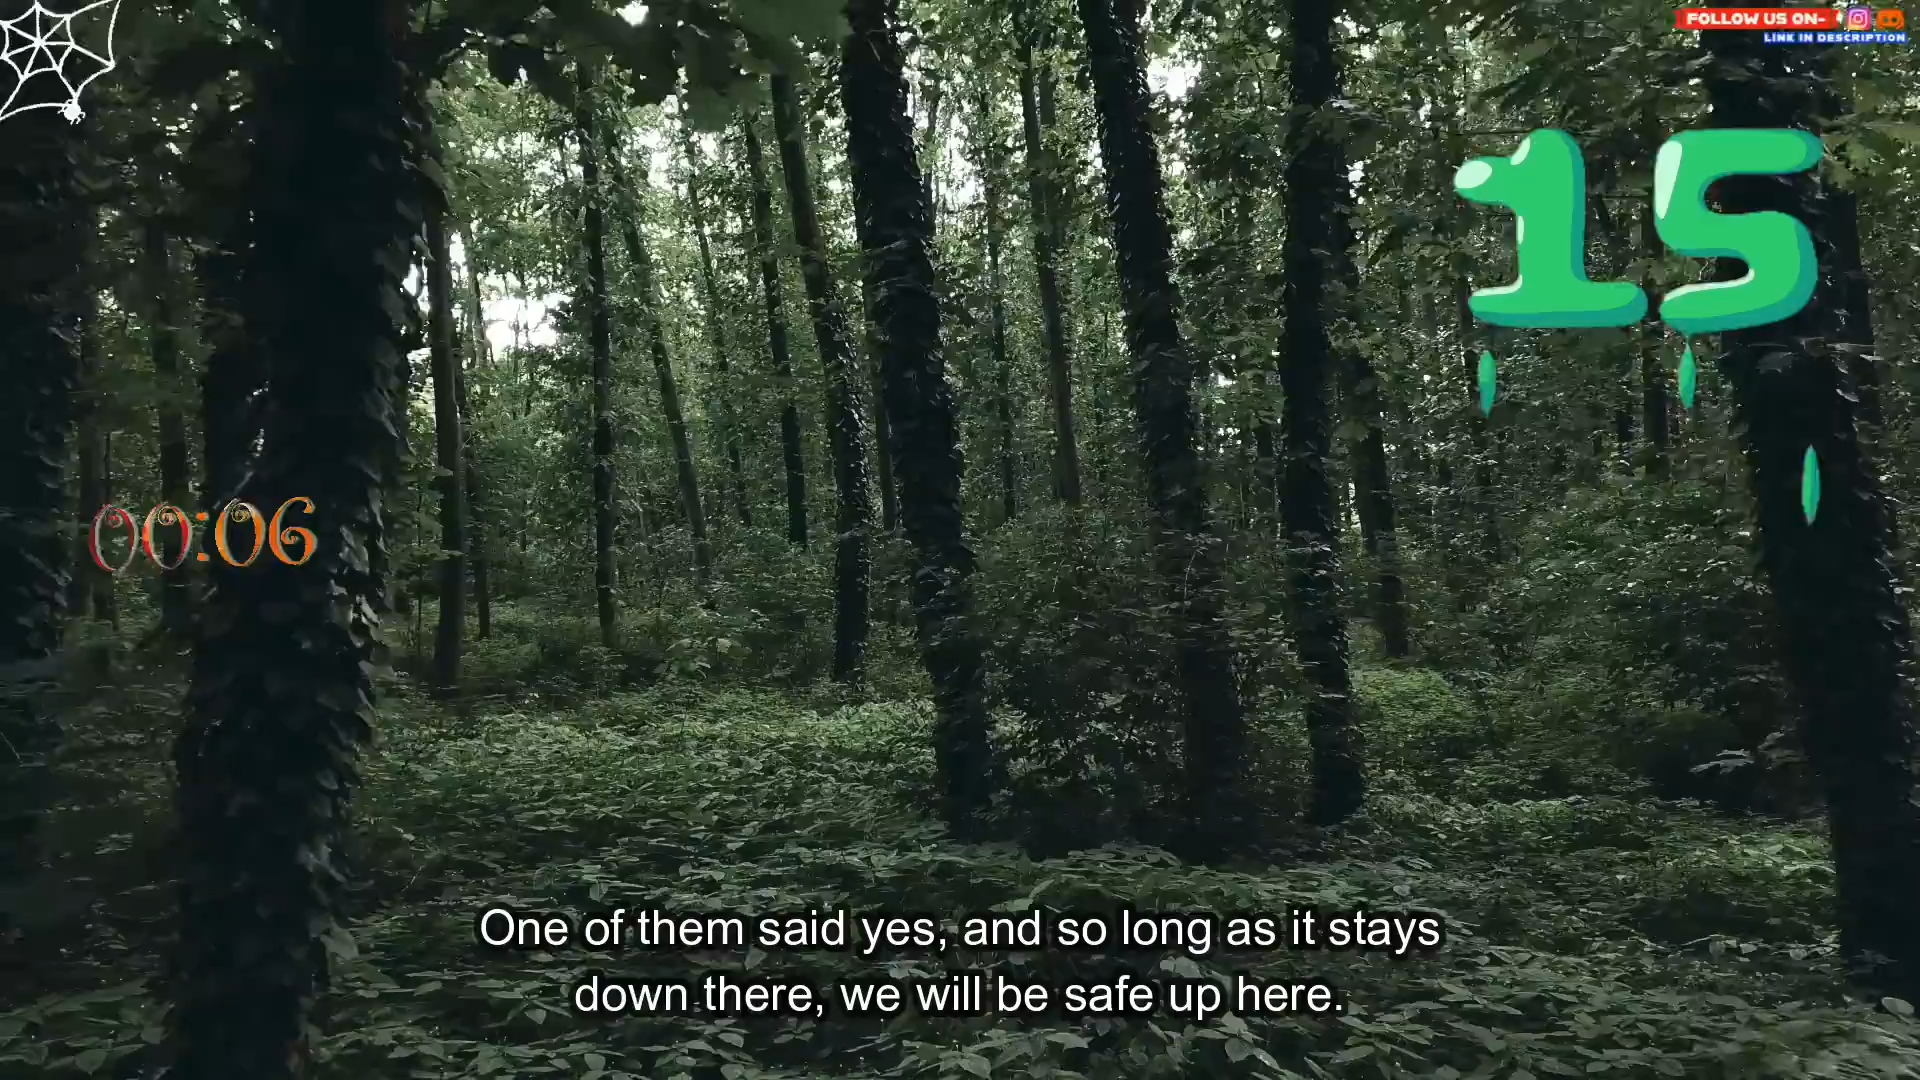 FOLLOW US ON-
LINK IN DESCRIPTION
15
00:06
One of them said yes, and so long as it stays
down there, we will be safe up here.